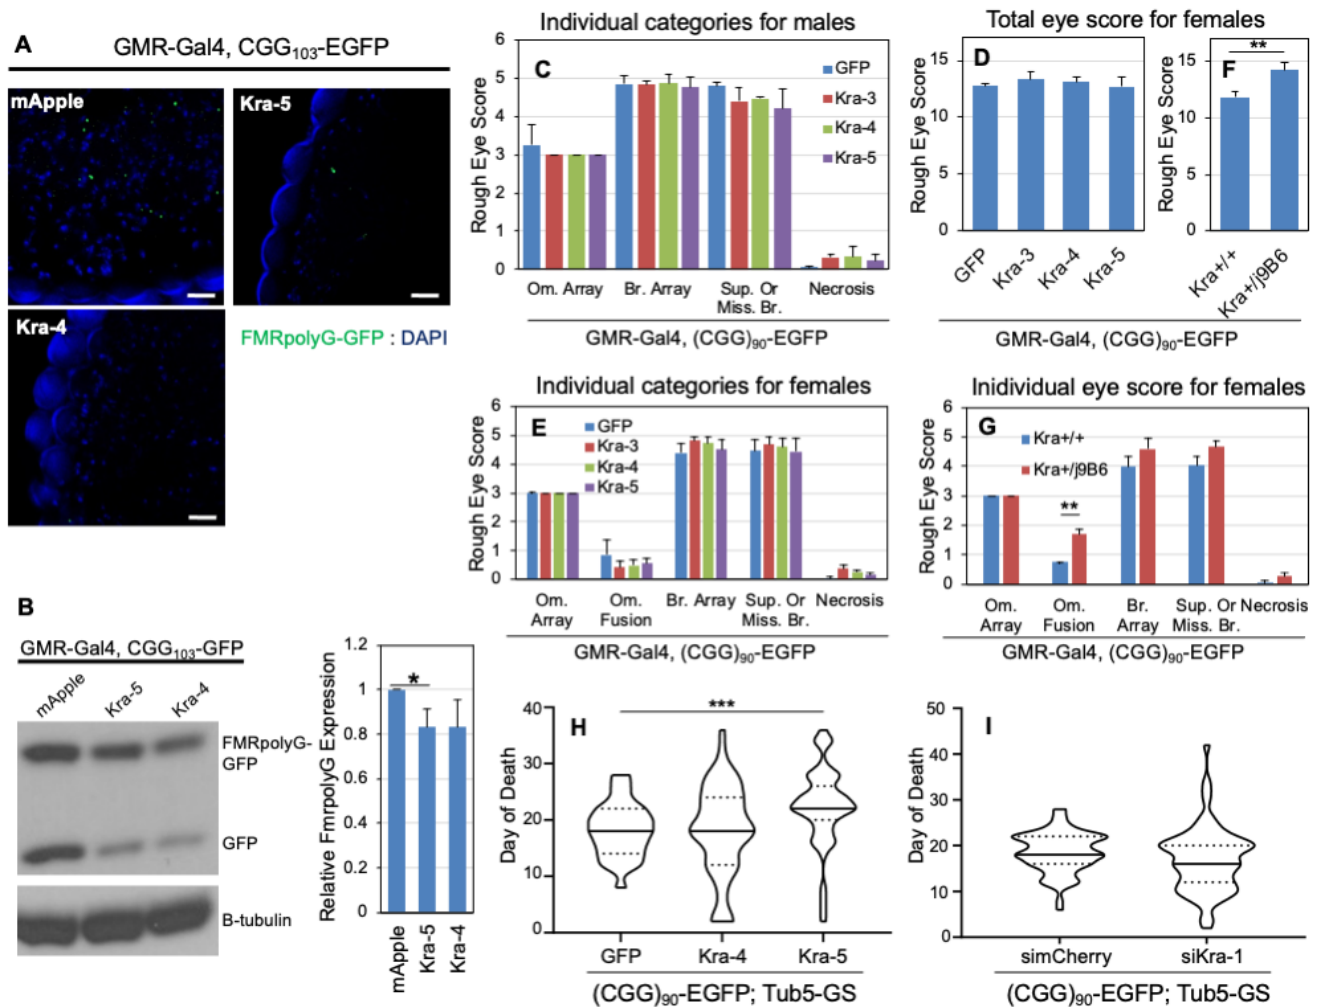 A
GMR-Gal4, CGG103-EGFP
mApple
Kra-5
Kra-4
FMRpolyG-GFP : DAPI
B
GMR-Gal4, CGG103-GFP
mApple
Kra-5
Kra-4
FMRpolyG-
GFP
GFP
B-tubulin
Relative FmrpolyG Expression
1.2
1
0.8
0.6
0.4
0.2
0
*
mApple
Kra-5
Kra-4
Individual categories for males
C
Rough Eye Score
6
5
4
3
2
1
0
GFP
Kra-3
Kra-4
Kra-5
Om. Array
Br. Array
Sup. Or
Miss. Br.
Necrosis
GMR-Gal4, (CGG)90-EGFP
Total eye score for females
D
Rough Eye Score
15
10
5
0
GFP
Kra-3
Kra-4
Kra-5
F
Rough Eye Score
15
10
5
0
**
Kra+/+
Kra+/j9B6
GMR-Gal4, (CGG)90-EGFP
Individual categories for females
E
Rough Eye Score
6
5
4
3
2
1
0
GFP
Kra-3
Kra-4
Kra-5
Om.
Array
Om.
Fusion
Br. Array
Sup. Or
Miss. Br.
Necrosis
GMR-Gal4, (CGG)90-EGFP
Inidividual eye score for females
G
Rough Eye Score
6
5
4
3
2
1
0
Kra+/+
Kra+/j9B6
**
Om.
Array
Om.
Fusion
Br.
Array
Sup. Or
Miss. Br.
Necrosis
GMR-Gal4, (CGG)90-EGFP
H
Day of Death
40
30
20
10
0
***
GFP
Kra-4
Kra-5
(CGG)90-EGFP; Tub5-GS
I
Day of Death
50
40
30
20
10
0
simCherry
siKra-1
(CGG)90-EGFP; Tub5-GS